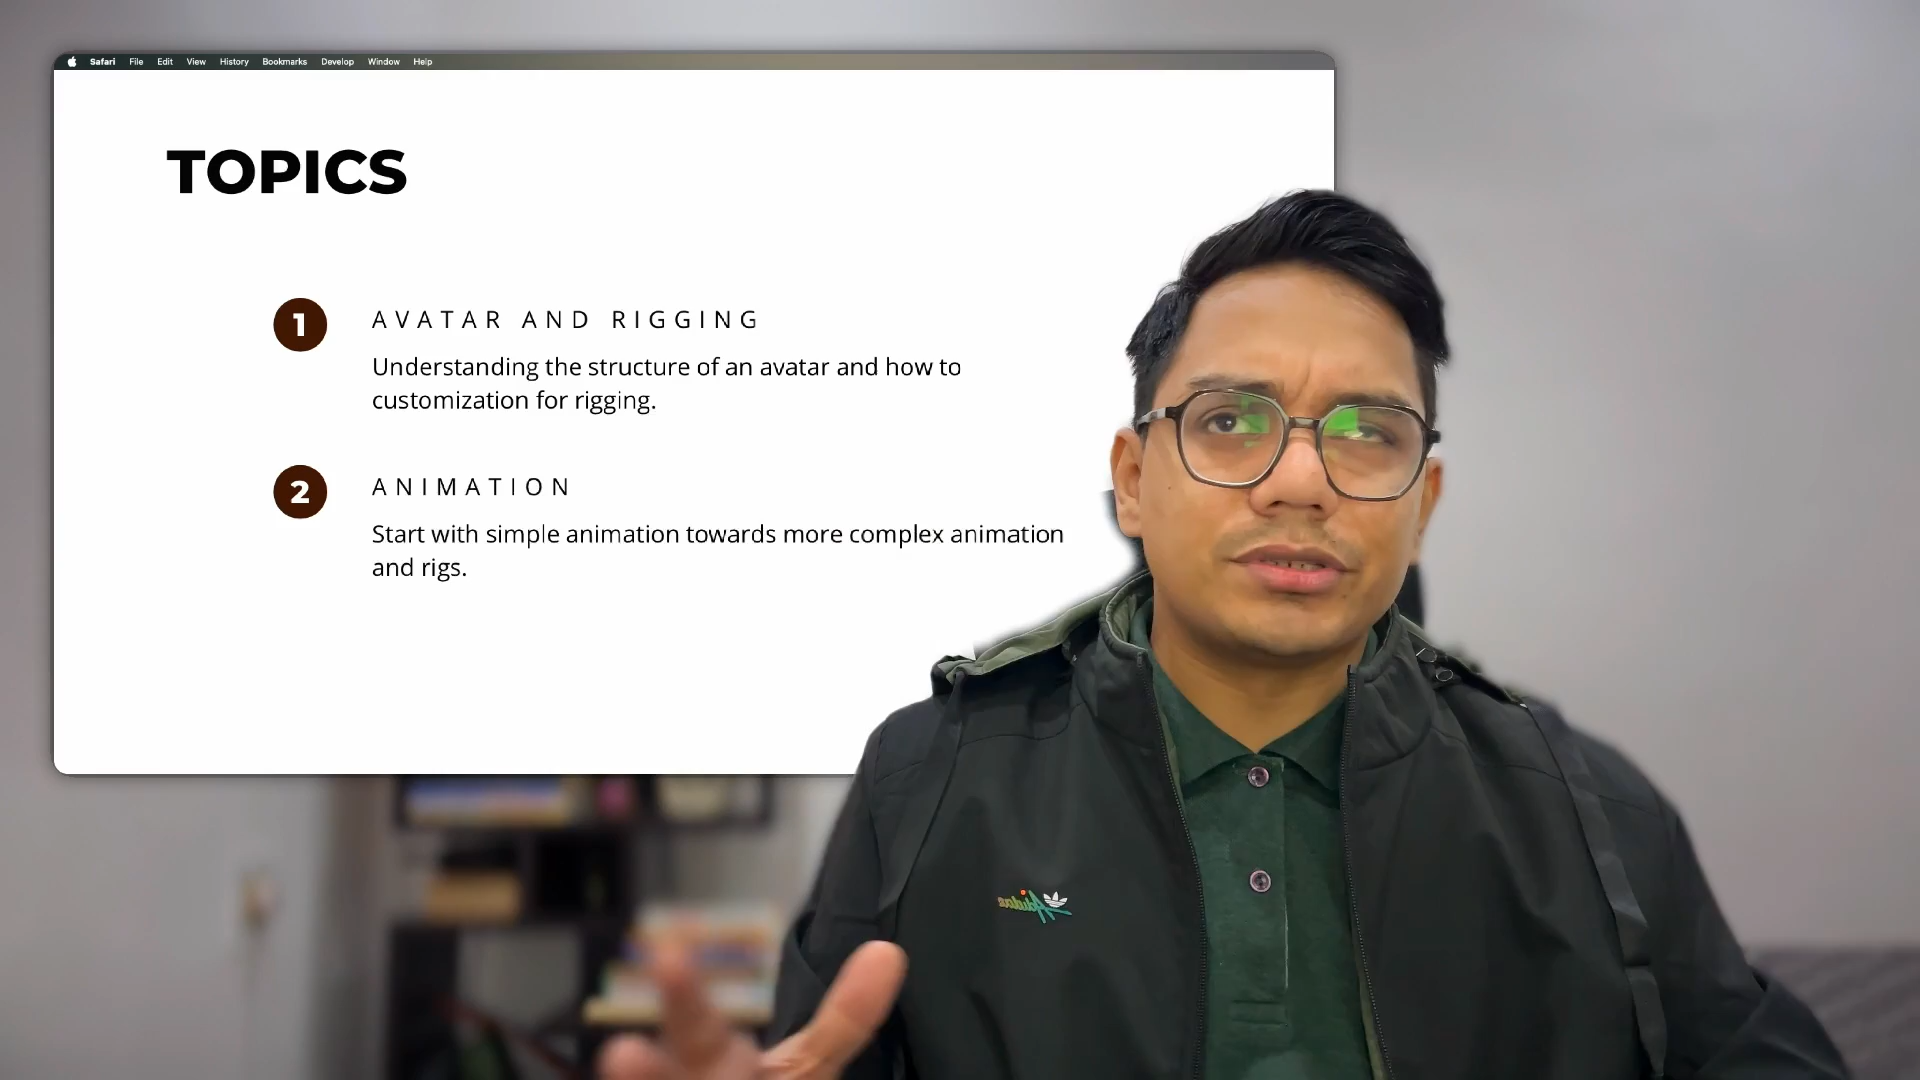 Safari File Edit View History Bookmarks Develop Window Help
TOPICS
1
AVATAR AND RIGGING
Understanding the structure of an avatar and how to
customization for rigging.
2
ANIMATION
Start with simple animation towards more complex animation
and rigs.